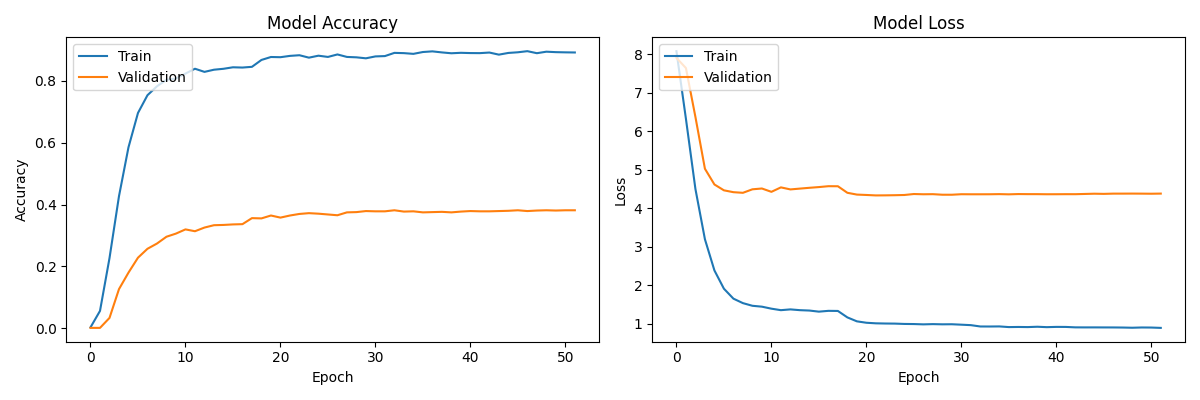 Model Accuracy
Train
Validation
0.8
0.6
0.4
0.2
0.0
Accuracy
0 10 20 30 40 50
Epoch
Model Loss
Train
Validation
8
7
6
5
4
3
2
1
Loss
0 10 20 30 40 50
Epoch